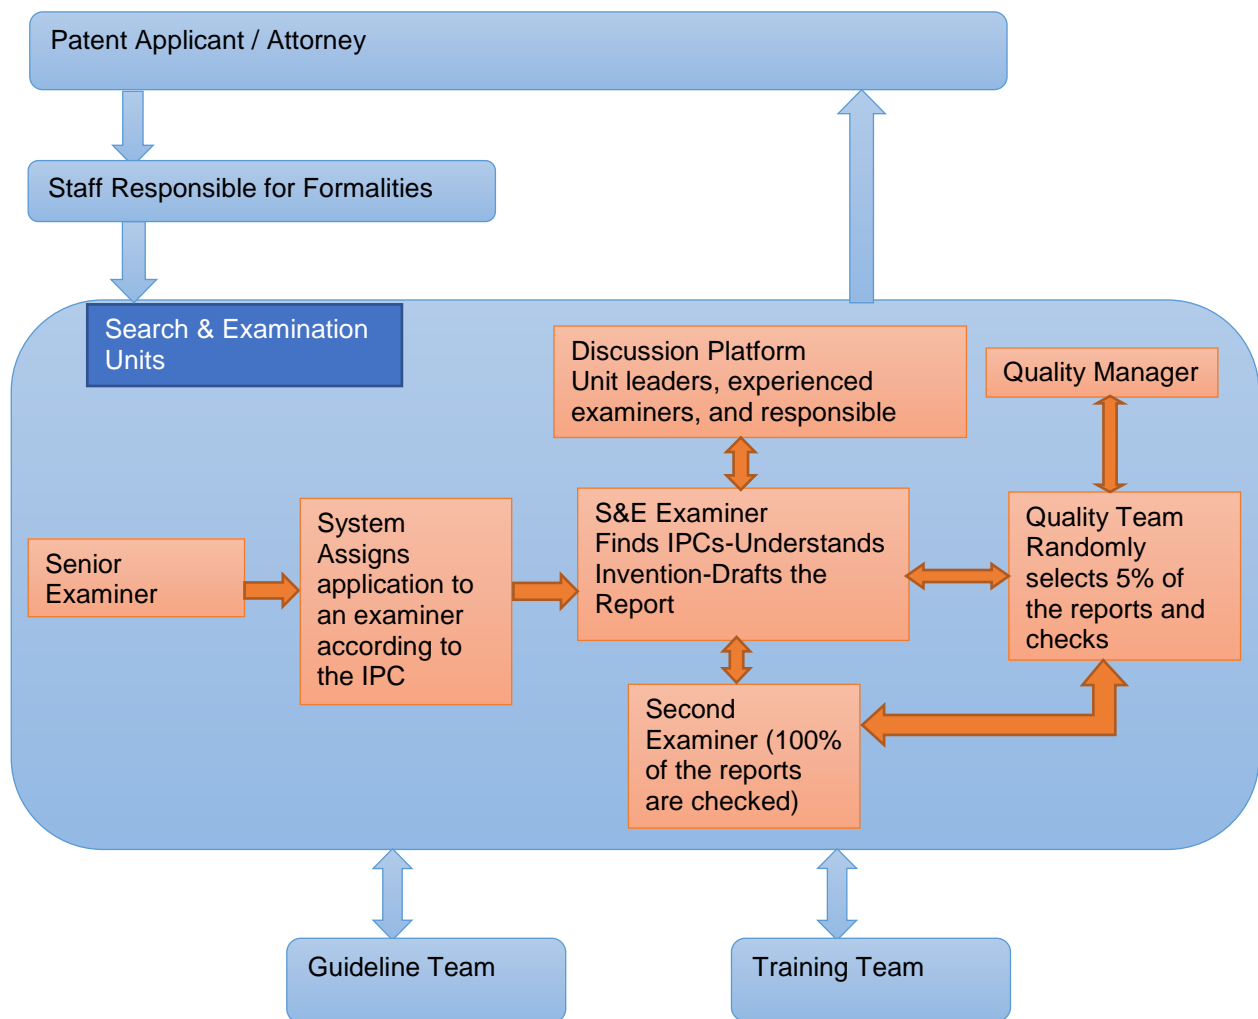 Patent Applicant / Attorney
Staff Responsible for Formalities
Search & Examination
Units
Discussion Platform
Unit leaders, experienced
examiners, and responsible
Quality Manager
Senior
Examiner
System
Assigns
application to
an examiner
according to
the IPC
S&E Examiner
Finds IPCs-Understands
Invention-Drafts the
Report
Quality Team
Randomly
selects 5% of
the reports and
checks
Second
Examiner (100%
of the reports
are checked)
Guideline Team
Training Team